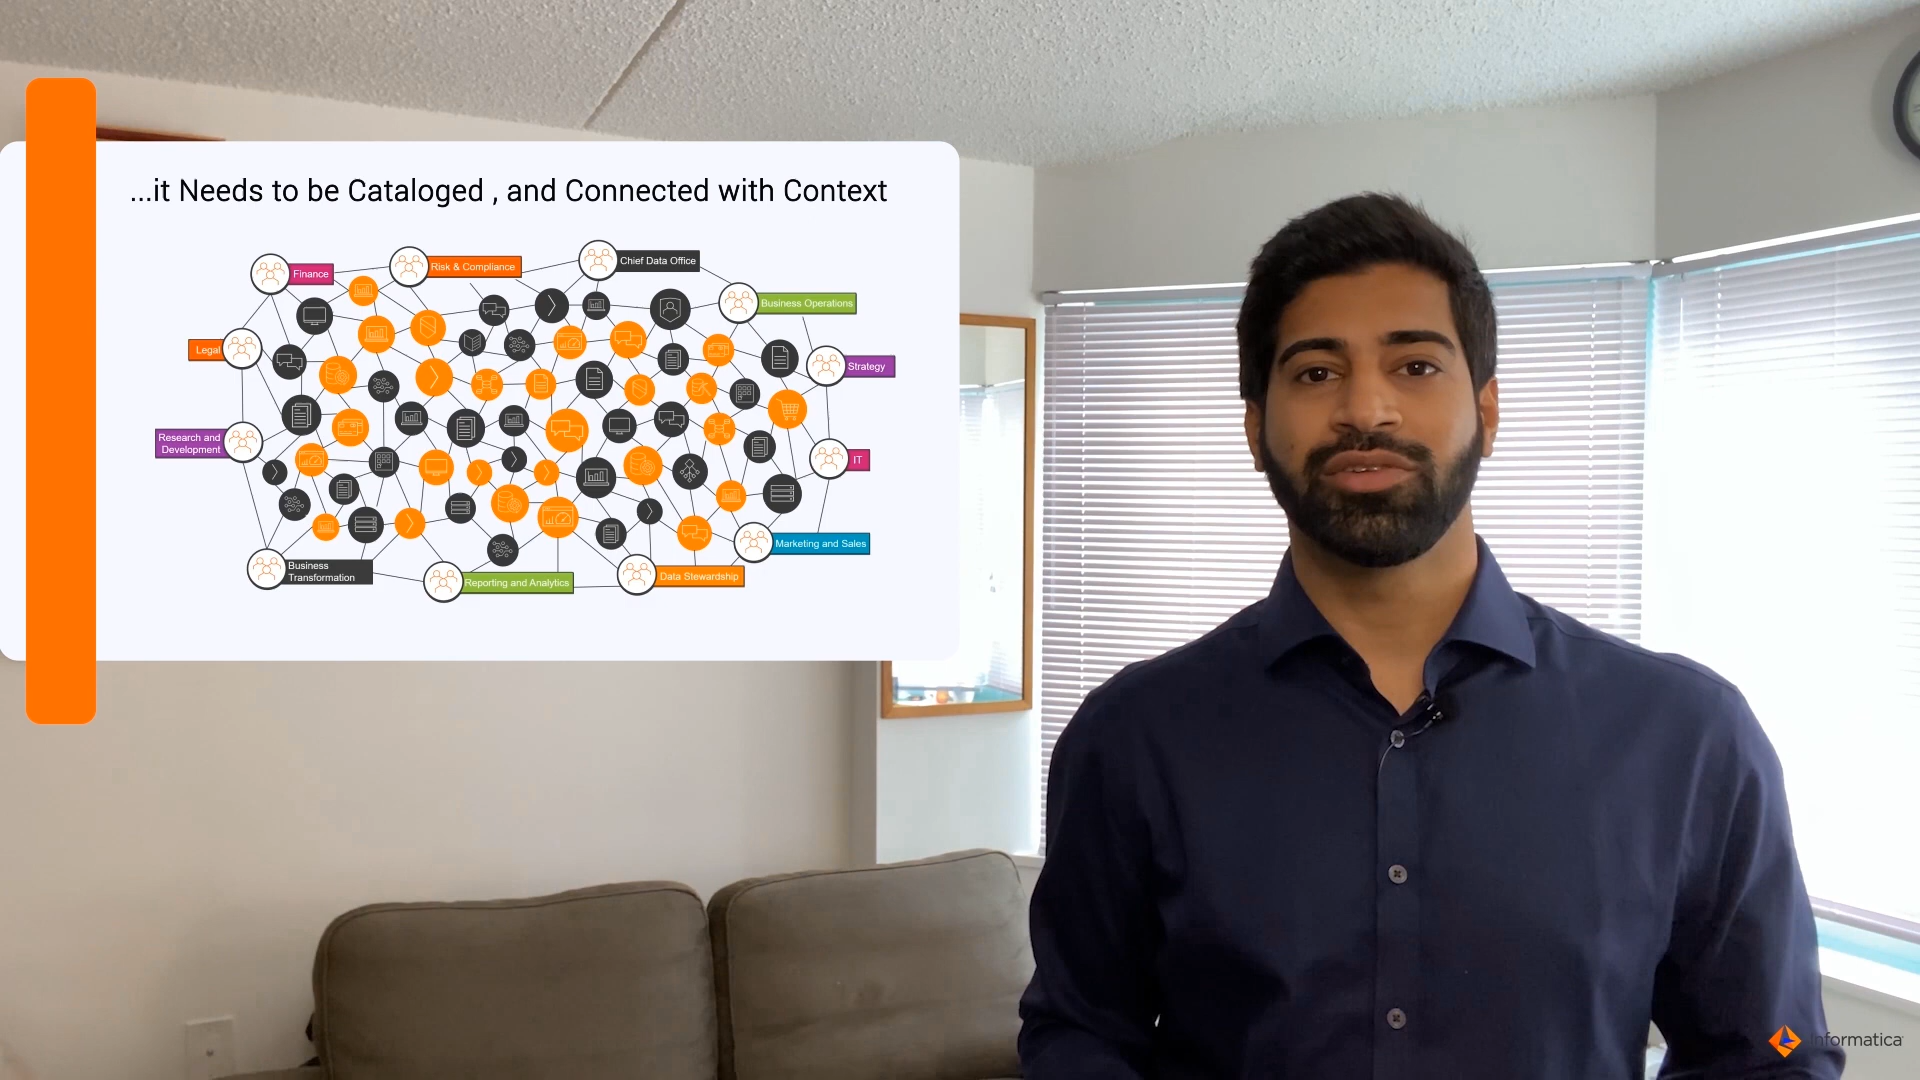 ...it Needs to be Cataloged , and Connected with Context
Finance
Risk & Compliance
Chief Data Office
Business Operations
Legal
Strategy
Research and
Development
IT
Marketing and Sales
Business
Transformation
Reporting and Analytics
Data Stewardship
Informatica